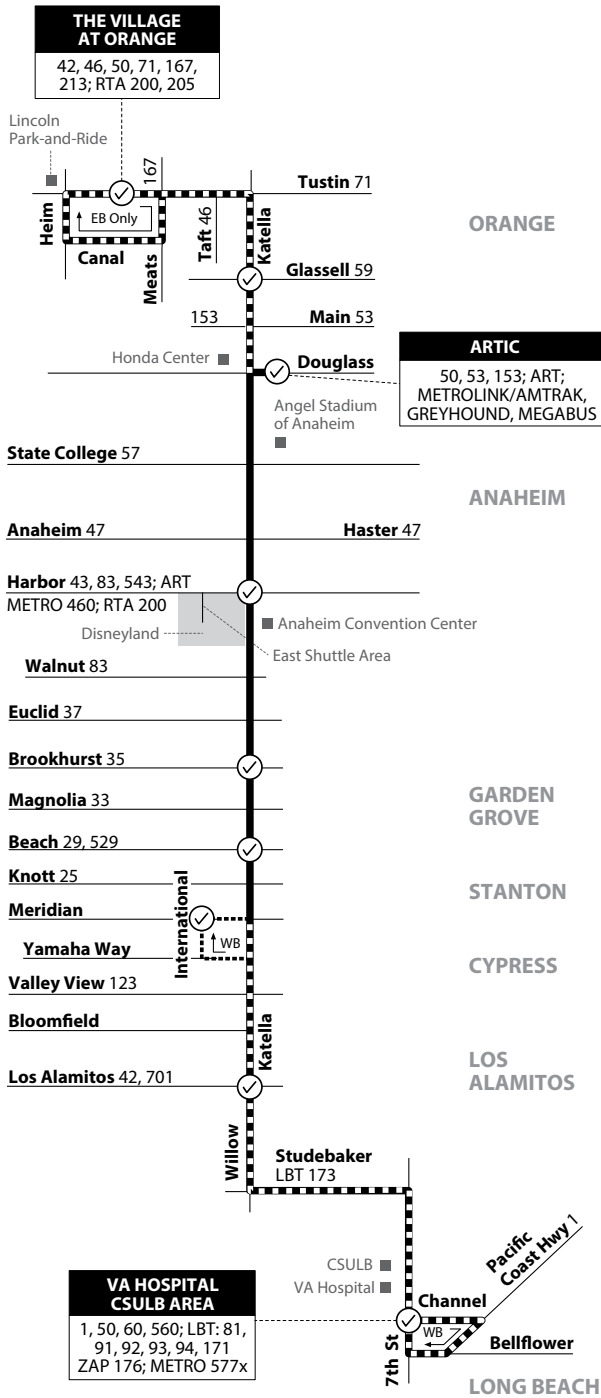 THE VILLAGE
AT ORANGE
42, 46, 50, 71, 167,
213; RTA 200, 205
Lincoln
Park-and-Ride
167
Tustin 71
Heim
EB Only
Taft 46
Katella
ORANGE
Canal
Meats
Glassell 59
153
Main 53
Honda Center
Douglass
ARTIC
50, 53, 153; ART;
METROLINK/AMTRAK,
GREYHOUND, MEGABUS
Angel Stadium
of Anaheim
State College 57
ANAHEIM
Anaheim 47
Haster 47
Harbor 43, 83, 543; ART
METRO 460; RTA 200
Anaheim Convention Center
Disneyland
East Shuttle Area
Walnut 83
Euclid 37
Brookhurst 35
Magnolia 33
GARDEN
GROVE
Beach 29, 529
Knott 25
STANTON
Meridian
International
WB
Yamaha Way
CYPRESS
Valley View 123
Bloomfield
Katella
LOS
ALAMITOS
Los Alamitos 42, 701
Willow
Studebaker
LBT 173
Pacific
Coast Hwy 1
CSULB
VA Hospital
VA HOSPITAL
CSULB AREA
1, 50, 60, 560; LBT: 81,
91, 92, 93, 94, 171
ZAP 176; METRO 577x
Channel
WB
7th St
Bellflower
LONG BEACH